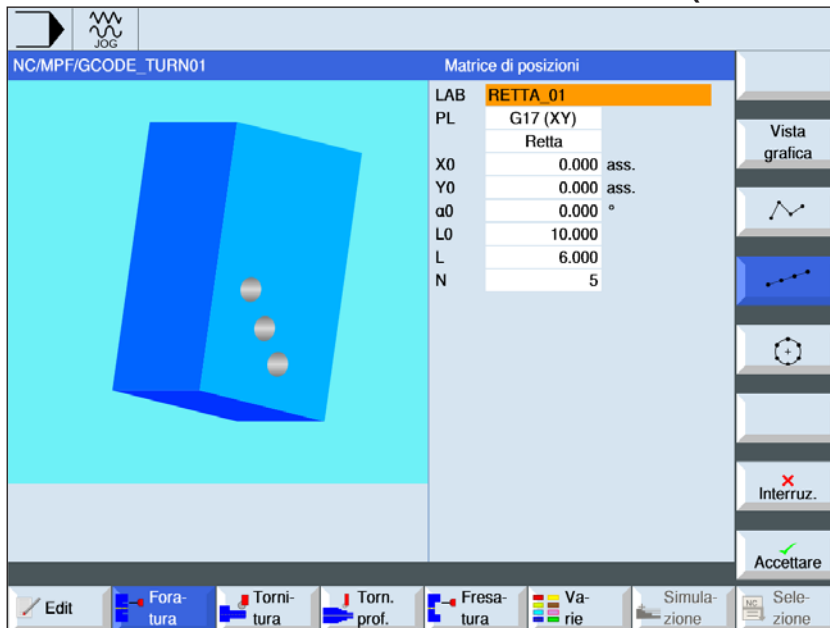 JOG
NC/MPF/GCODE_TURN01
Matrice di posizioni
LAB RETTA_01
PL G17 (XY)
Retta
X0 0.000 ass.
Y0 0.000 ass.
α0 0.000 °
L0 10.000
L 6.000
N 5
Vista
grafica
Interruz.
Accettare
Edit
Fora-
tura
Torni-
tura
Torn.
prof.
Fresa-
tura
Va-
rie
Simula-
zione
NC
Sele-
zione